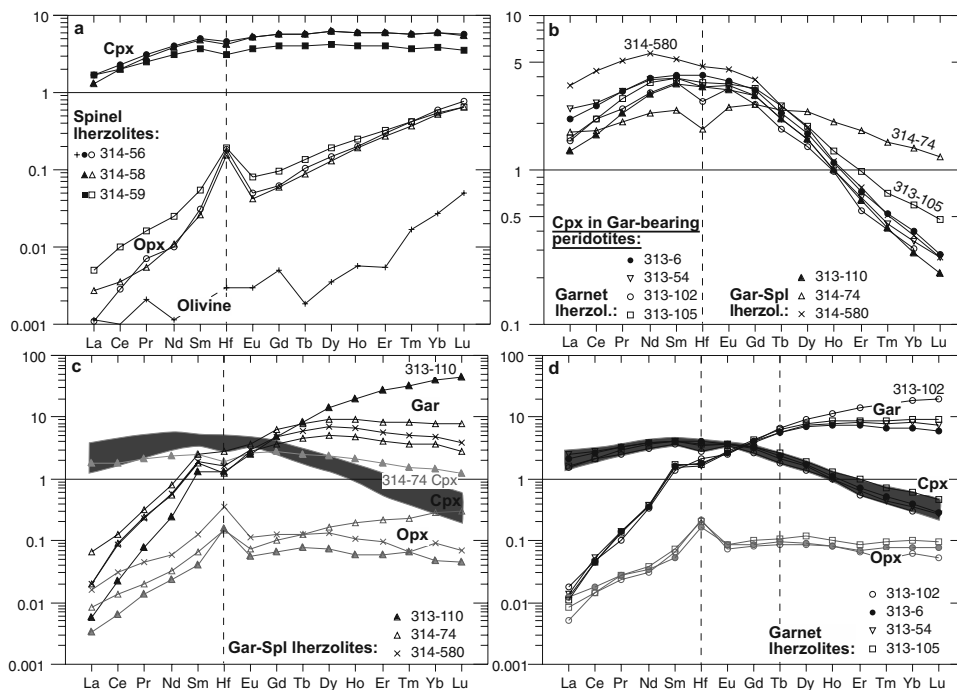 a
10
1
0.1
0.01
0.001
Cpx
Spinel
lherzolites:
314-56
314-58
314-59
Opx
Olivine
La Ce Pr Nd Sm Hf Eu Gd Tb Dy Ho Er Tm Yb Lu
b
10
5
1
0.5
0.1
314-580
314-74
313-105
Cpx in Gar-bearing
peridotites:
313-6
313-54
Garnet 313-102
lherzol.: 313-105
313-110
Gar-Spl 314-74
lherzol.: 314-580
La Ce Pr Nd Sm Hf Eu Gd Tb Dy Ho Er Tm Yb Lu
c
100
10
1
0.1
0.01
0.001
313-110
Gar
314-74 Cpx
Cpx
Opx
313-110
314-74
Gar-Spl lherzolites: 314-580
La Ce Pr Nd Sm Hf Eu Gd Tb Dy Ho Er Tm Yb Lu
d
100
10
1
0.1
0.01
0.001
313-102
Gar
Cpx
Opx
313-102
313-6
Garnet 313-54
lherzolites: 313-105
La Ce Pr Nd Sm Hf Eu Gd Tb Dy Ho Er Tm Yb Lu